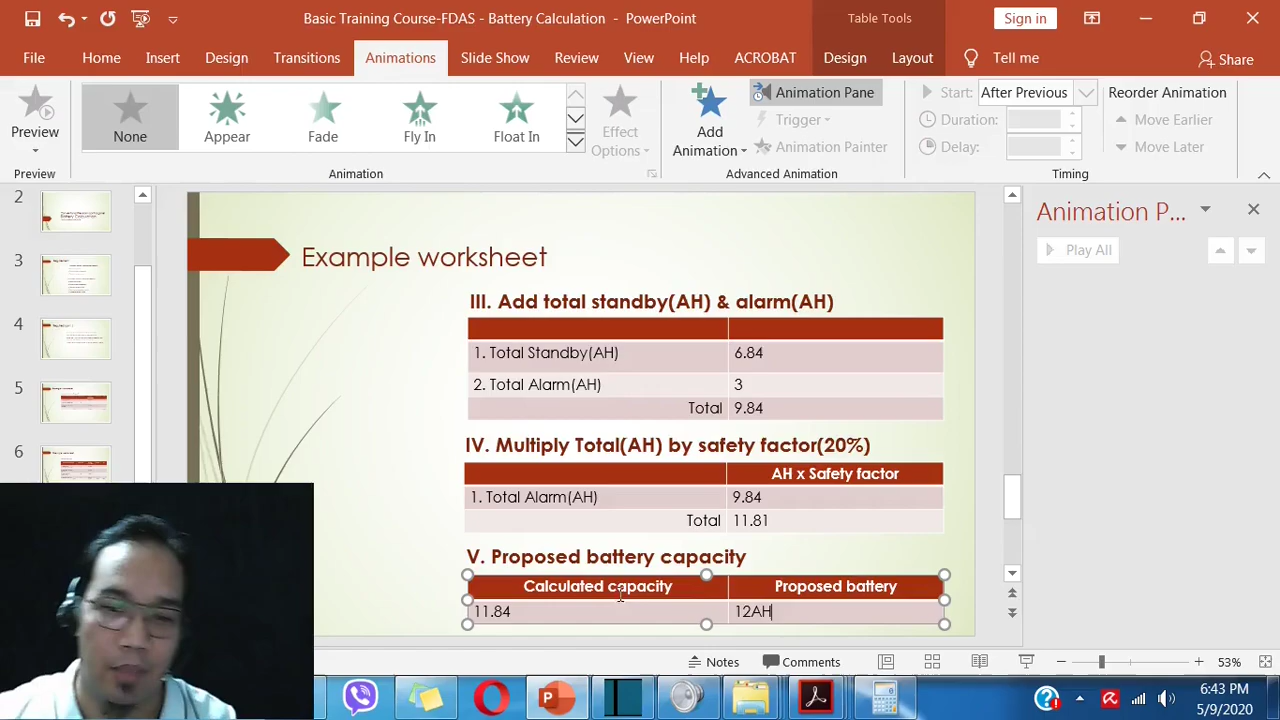 Basic Training Course-FDAS - Battery Calculation - PowerPoint
Table Tools
Sign in
File
Home
Insert
Design
Transitions
Animations
Slide Show
Review
View
Help
ACROBAT
Design
Layout
Tell me
Share
Preview
None
Appear
Fade
Fly In
Float In
Effect
Options
Add
Animation
Animation Pane
Trigger
Animation Painter
Start:
After Previous
Duration:
Delay:
Reorder Animation
Move Earlier
Move Later
Preview
Animation
Advanced Animation
Timing
2
3
4
5
6
Animation P...
Play All
Example worksheet
III. Add total standby(AH) & alarm(AH)
1. Total Standby(AH) 6.84
2. Total Alarm(AH) 3
Total 9.84
IV. Multiply Total(AH) by safety factor(20%)
AH x Safety factor
1. Total Alarm(AH) 9.84
Total 11.81
V. Proposed battery capacity
Calculated capacity Proposed battery
11.84 12AH
Notes
Comments
53%
6:43 PM
5/9/2020